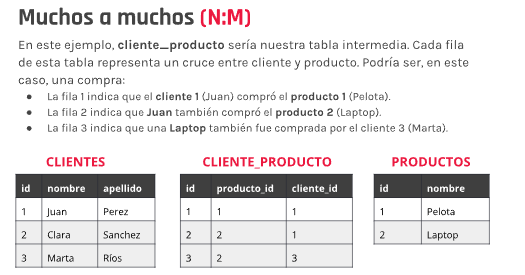 Muchos a muchos (N:M)
En este ejemplo, cliente_producto sería nuestra tabla intermedia. Cada fila
de esta tabla representa un cruce entre cliente y producto. Podría ser, en este
caso, una compra:
● La fila 1 indica que el cliente 1 (Juan) compró el producto 1 (Pelota).
● La fila 2 indica que Juan también compró el producto 2 (Laptop).
● La fila 3 indica que una Laptop también fue comprada por el cliente 3 (Marta).
CLIENTES
id nombre apellido
1 Juan Perez
2 Clara Sanchez
3 Marta Ríos
CLIENTE_PRODUCTO
id producto_id cliente_id
1 1 1
2 2 1
3 2 3
PRODUCTOS
id nombre
1 Pelota
2 Laptop